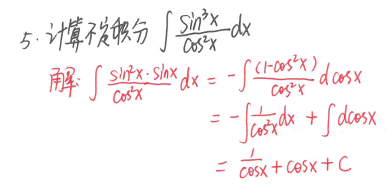 5. 计算不定积分 ∫ sin³x/cos²x dx
解: ∫ sin²x·sinx/cos²x dx = -∫ (1-cos²x)/cos²x dcosx
= -∫ 1/cos²x dx + ∫ dcosx
= 1/cosx + cosx + C